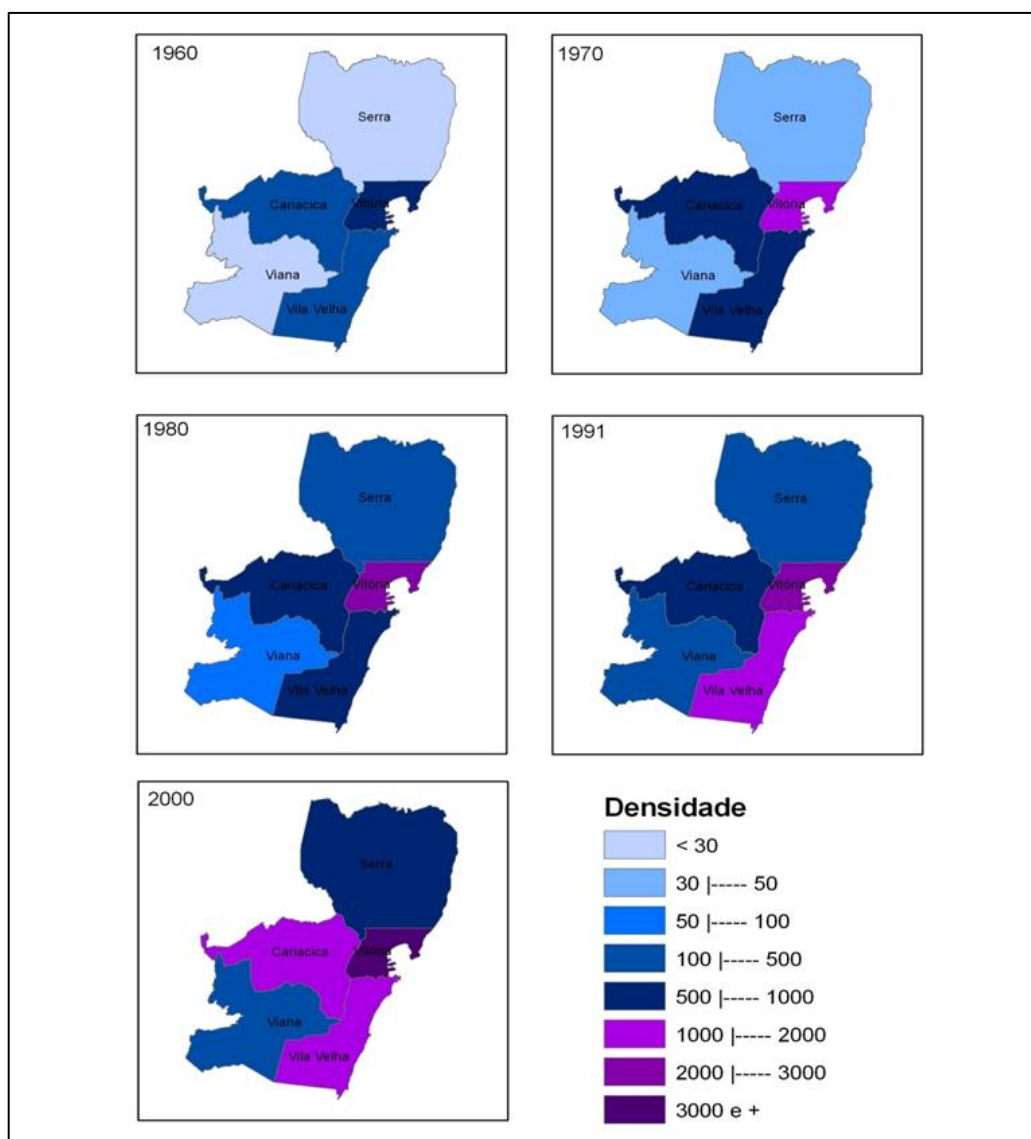 1960
Serra
Cariacica
Vitória
Viana
Vila Velha
1970
Serra
Cariacica
Vitória
Viana
Vila Velha
1980
Serra
Cariacica
Vitória
Viana
Vila Velha
1991
Serra
Cariacica
Vitória
Viana
Vila Velha
2000
Serra
Cariacica
Vitória
Viana
Vila Velha
Densidade
< 30
30 |----- 50
50 |----- 100
100 |----- 500
500 |----- 1000
1000 |----- 2000
2000 |----- 3000
3000 e +